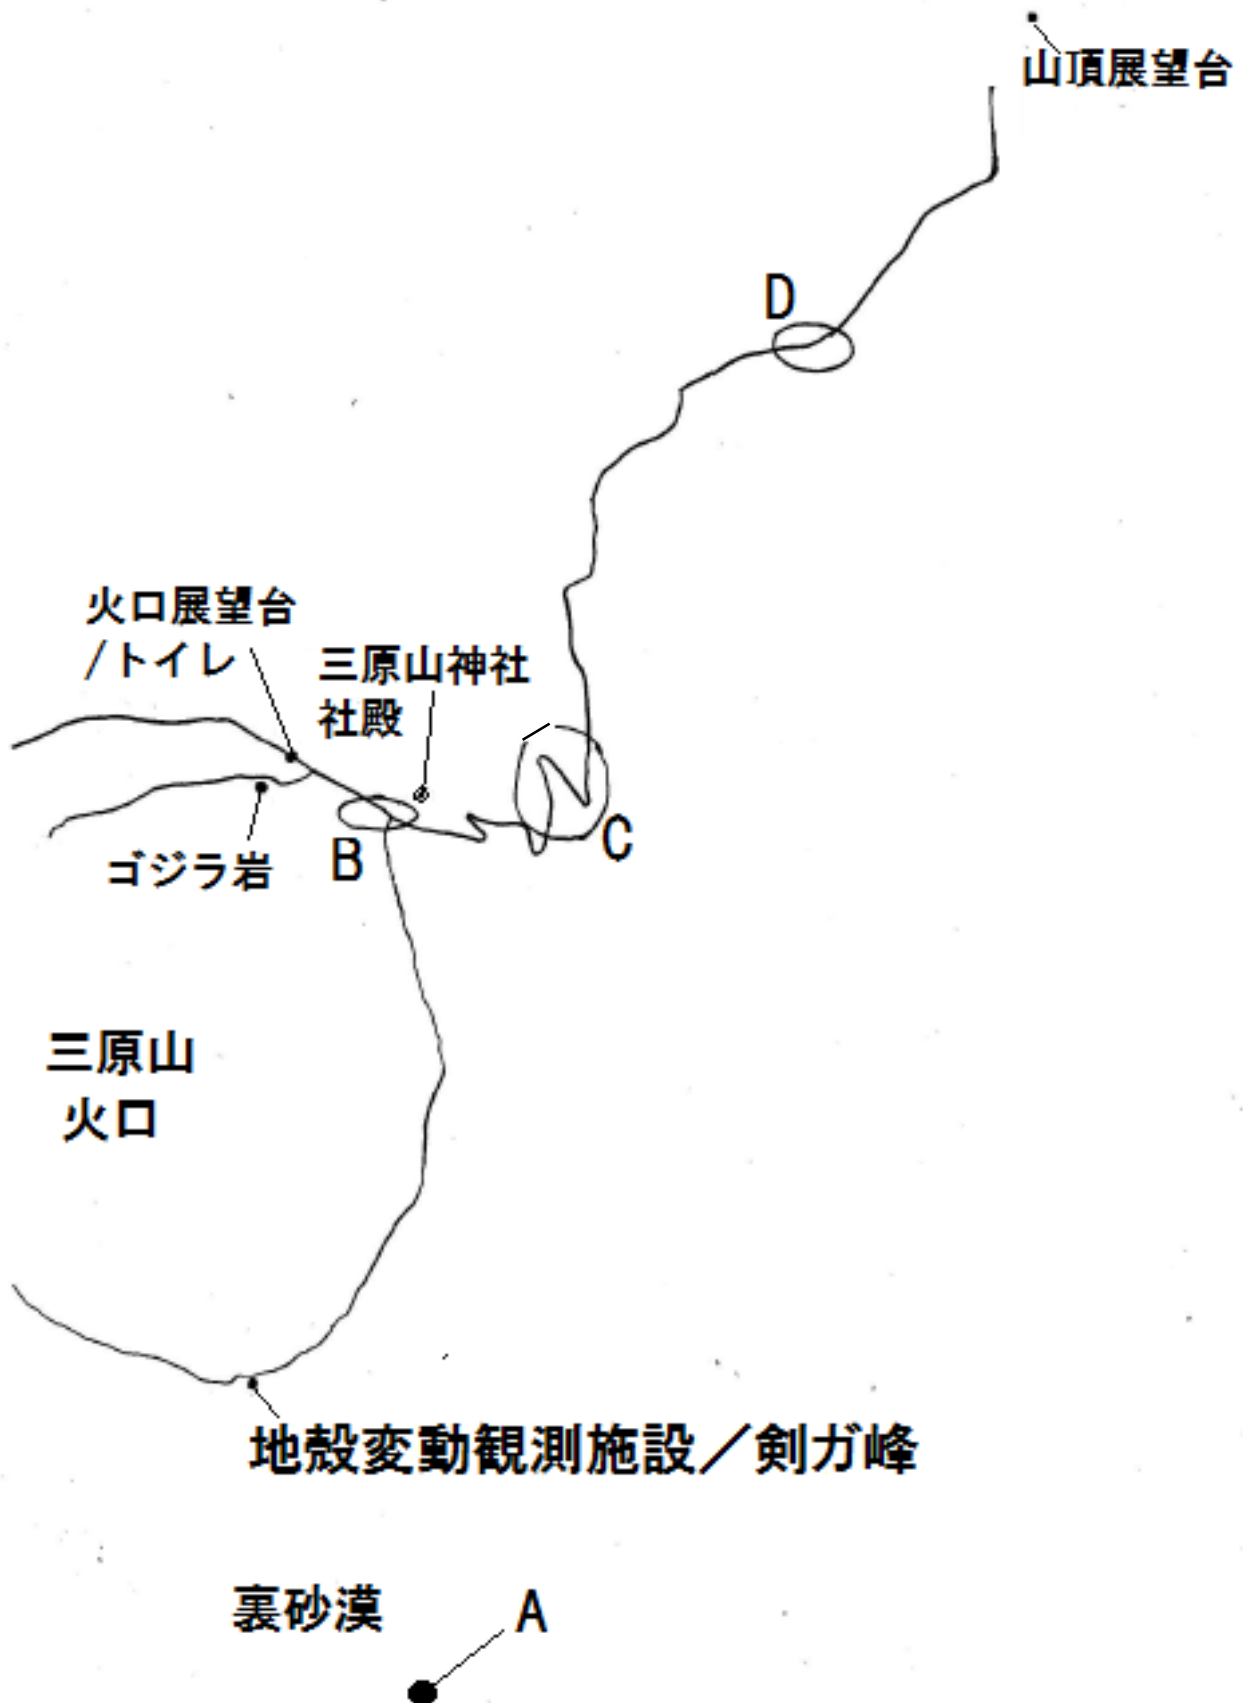 山頂展望台
D
火口展望台
/トイレ
三原山神社
社殿
C
B
ゴジラ岩
三原山
火口
地殻変動観測施設／剣ガ峰
裏砂漠
A